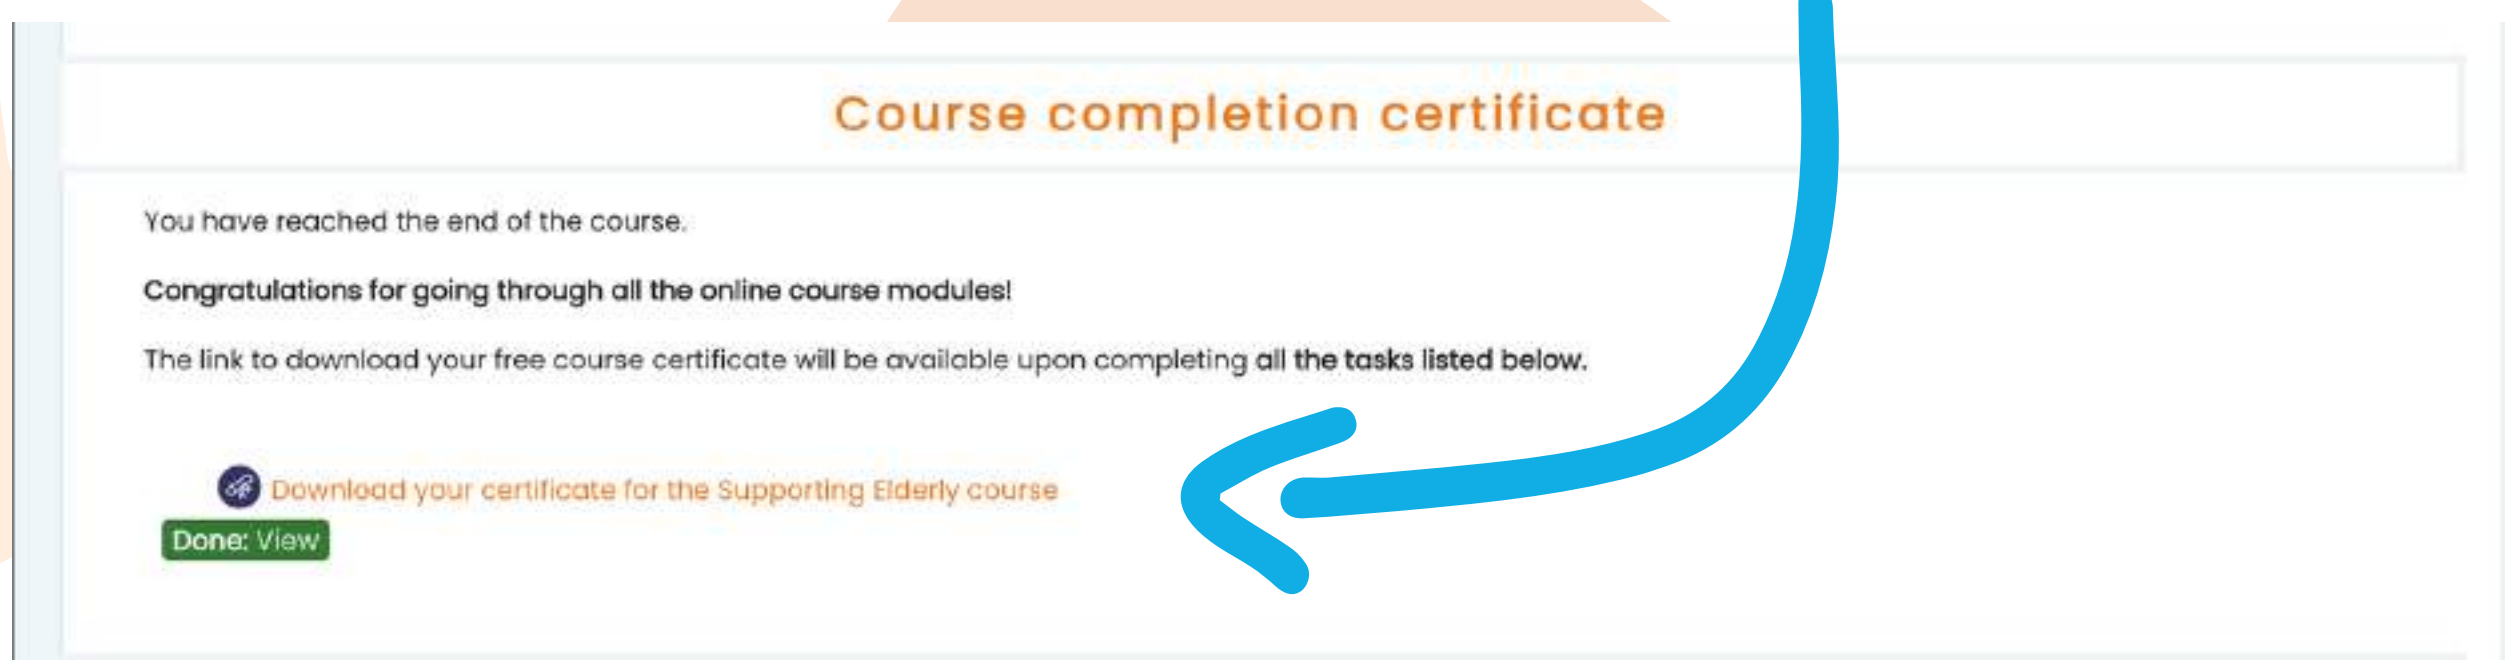 Course completion certificate
You have reached the end of the course.
Congratulations for going through all the online course modules!
The link to download your free course certificate will be available upon completing all the tasks listed below.
Download your certificate for the Supporting Elderly course
Done: View